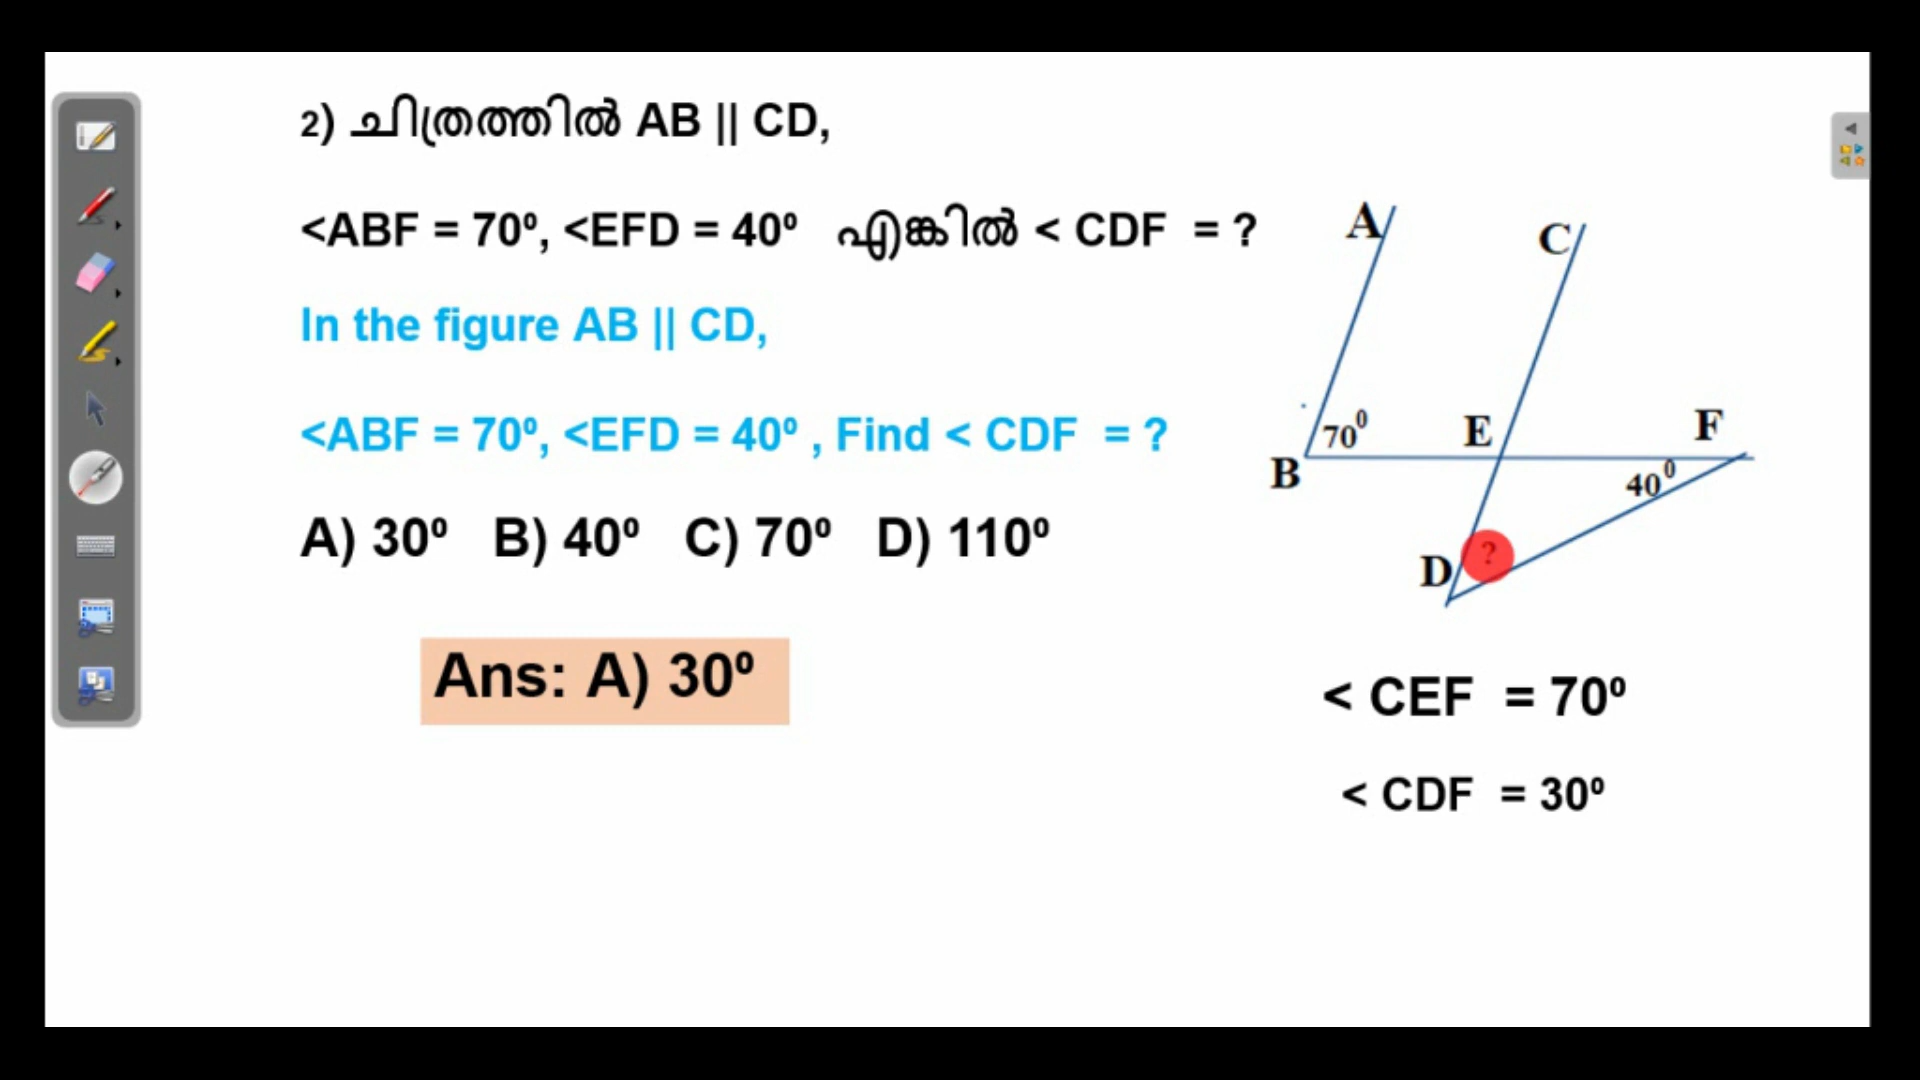 2) ചിത്രത്തിൽ AB || CD,
<ABF = 70⁰, <EFD = 40⁰ എങ്കിൽ < CDF = ?
In the figure AB || CD,
<ABF = 70⁰, <EFD = 40⁰ , Find < CDF = ?
A) 30⁰ B) 40⁰ C) 70⁰ D) 110⁰
Ans: A) 30⁰
A
C
70⁰
E
F
B
40⁰
D
?
< CEF = 70⁰
< CDF = 30⁰